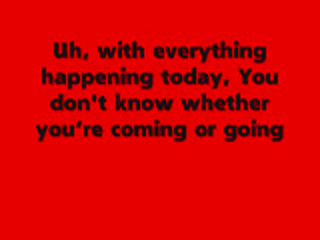 Uh, with everything
happening today, You
don't know whether
you're coming or going